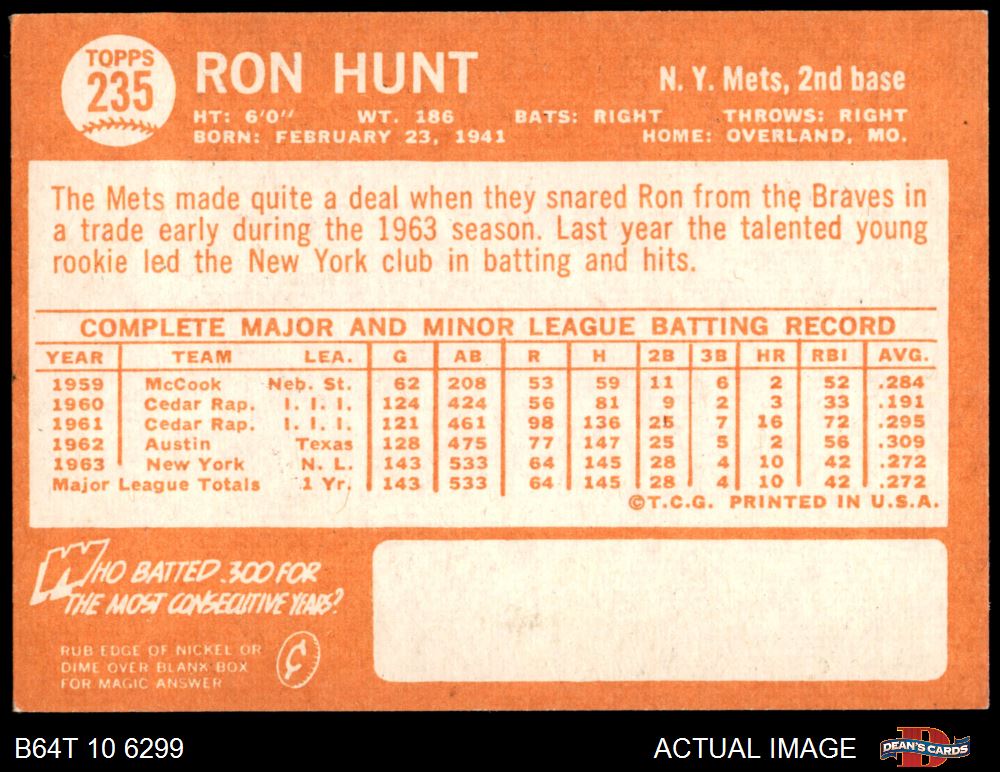 TOPPS
235
RON HUNT
N. Y. Mets, 2nd base
HT: 6'0" WT. 186 BATS: RIGHT THROWS: RIGHT
BORN: FEBRUARY 23, 1941 HOME: OVERLAND, MO.
The Mets made quite a deal when they snared Ron from the Braves in
a trade early during the 1963 season. Last year the talented young
rookie led the New York club in batting and hits.
COMPLETE MAJOR AND MINOR LEAGUE BATTING RECORD
YEAR TEAM LEA. G AB R H 2B 3B HR RBI AVG.
1959 McCook Neb. St. 62 208 53 59 11 6 2 52 .284
1960 Cedar Rap. I. I. I. 124 424 56 81 9 2 3 33 .191
1961 Cedar Rap. I. I. I. 121 461 98 136 25 7 16 72 .295
1962 Austin Texas 128 475 77 147 25 5 2 56 .309
1963 New York N. L. 143 533 64 145 28 4 10 42 .272
Major League Totals 1 Yr. 143 533 64 145 28 4 10 42 .272
©T.C.G. PRINTED IN U.S.A.
WHO BATTED .300 FOR
THE MOST CONSECUTIVE YEARS?
RUB EDGE OF NICKEL OR
DIME OVER BLANK BOX
FOR MAGIC ANSWER
¢
B64T 10 6299
ACTUAL IMAGE
D
DEAN'S CARDS